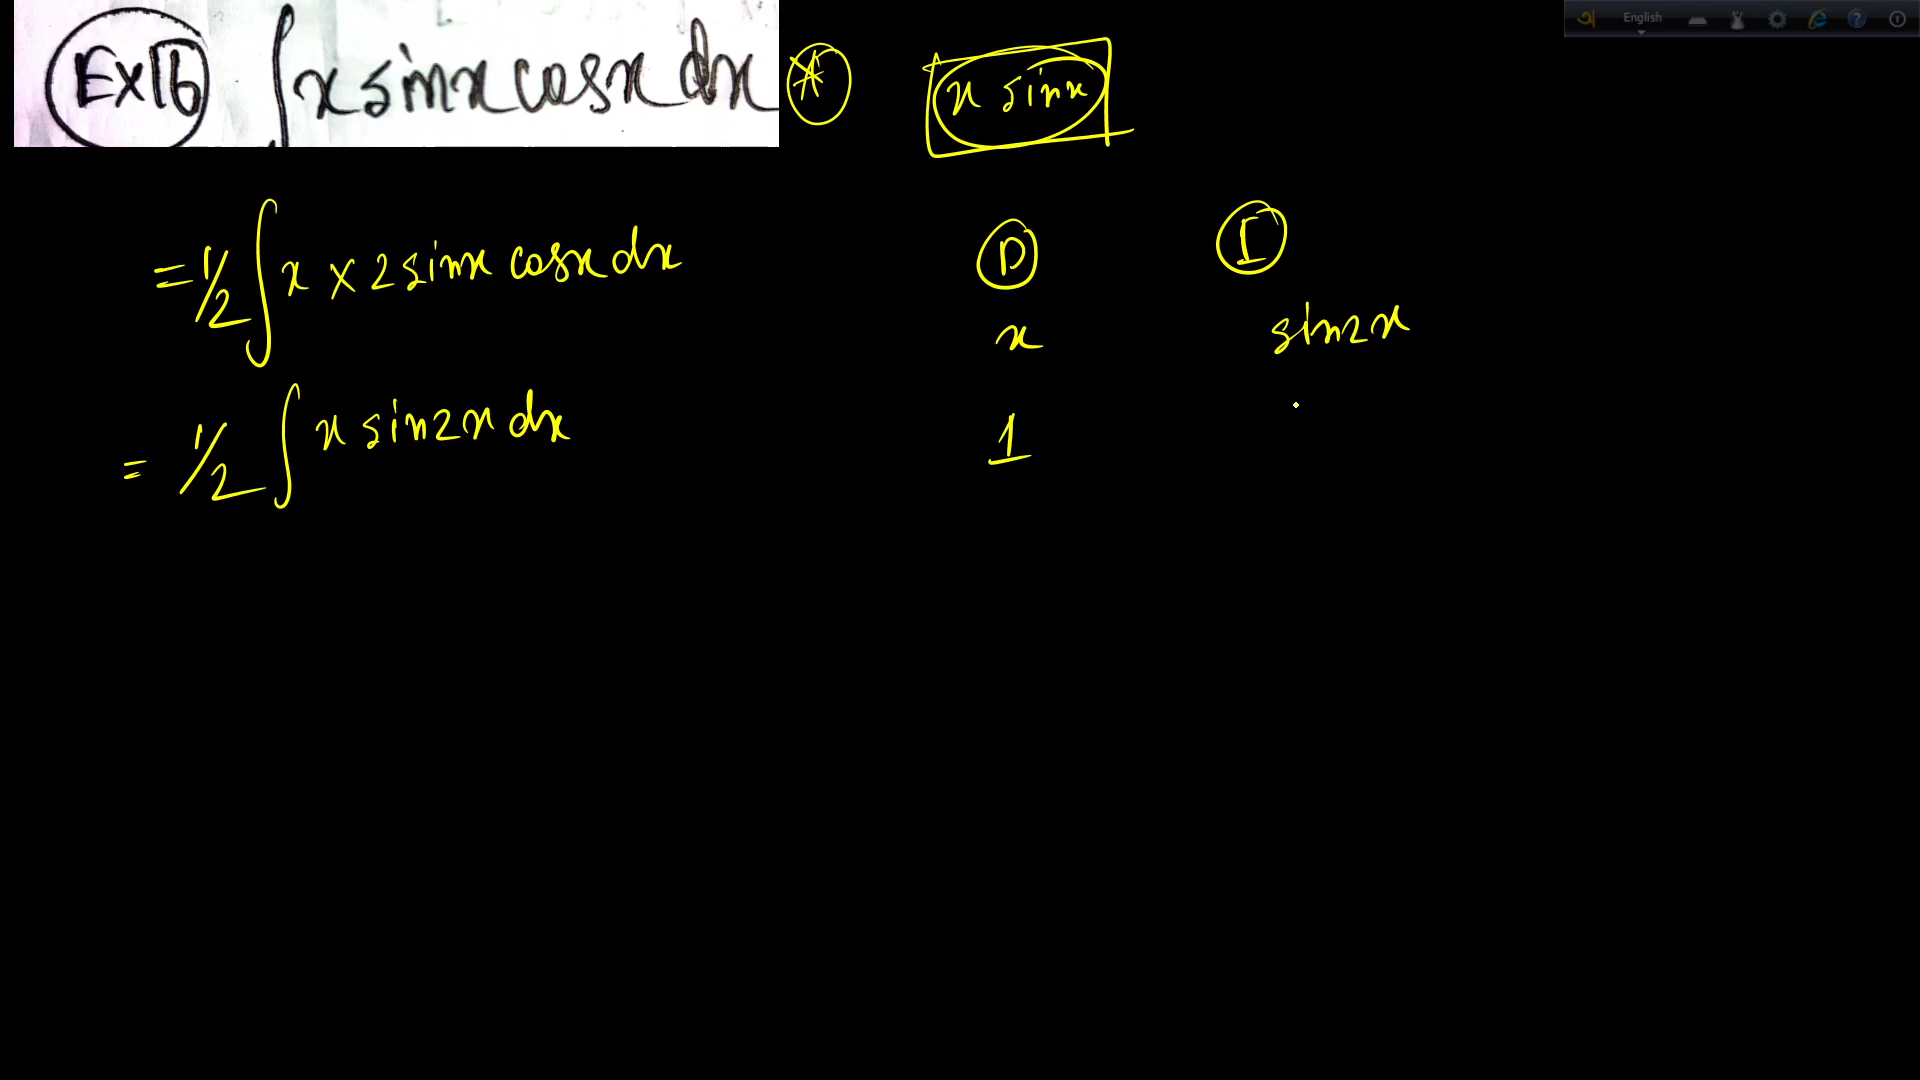 Ex 16 ∫ x sinx cosx dx * x sinx
English
= 1/2 ∫ x × 2 sinx cosx dx
D I
x sin2x
= 1/2 ∫ x sin2x dx
1